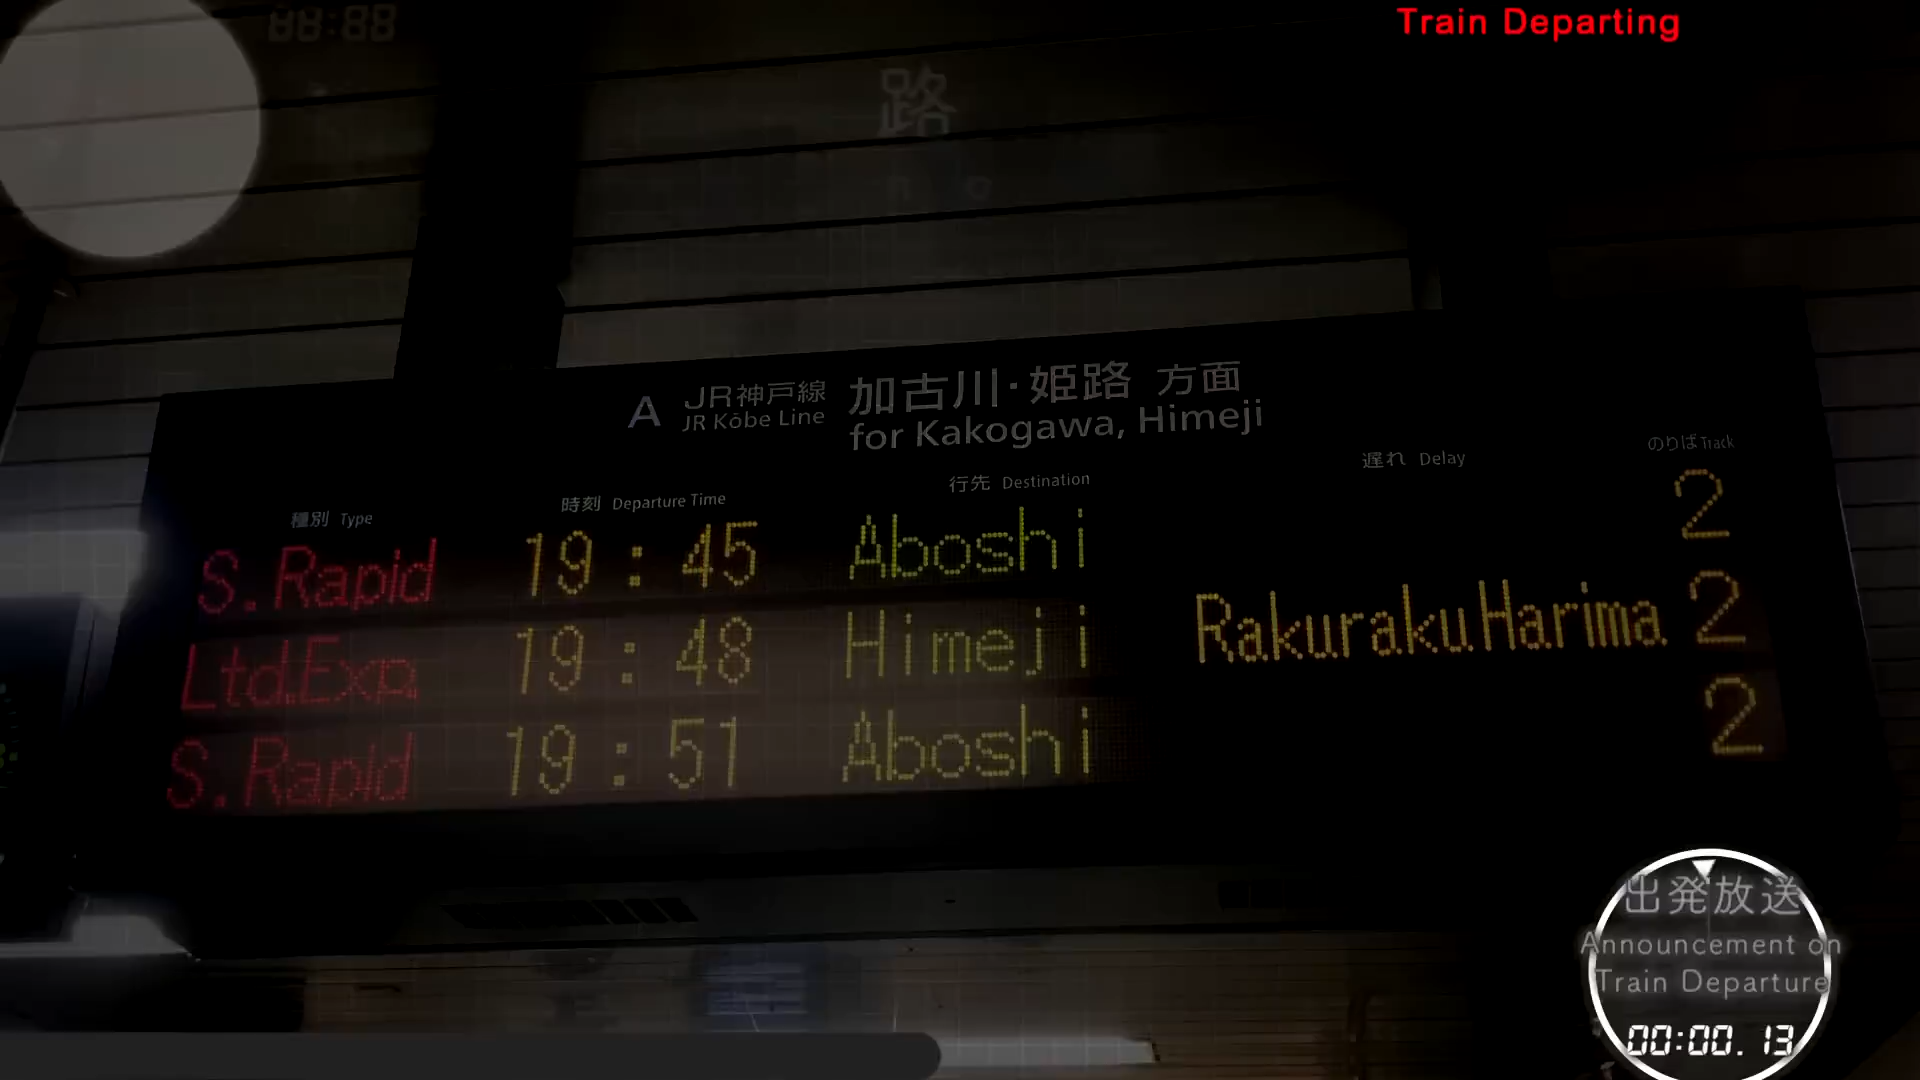 88:88
Train Departing
路
A JR神戸線 加古川・姫路 方面
JR Kōbe Line for Kakogawa, Himeji
種別 Type 時刻 Departure Time 行先 Destination 遅れ Delay のりば Track
S.Rapid 19:45 Aboshi 2
Ltd.Exp. 19:48 Himeji RakurakuHarima 2
S.Rapid 19:51 Aboshi 2
出発放送
Announcement on
Train Departure
00:00.13